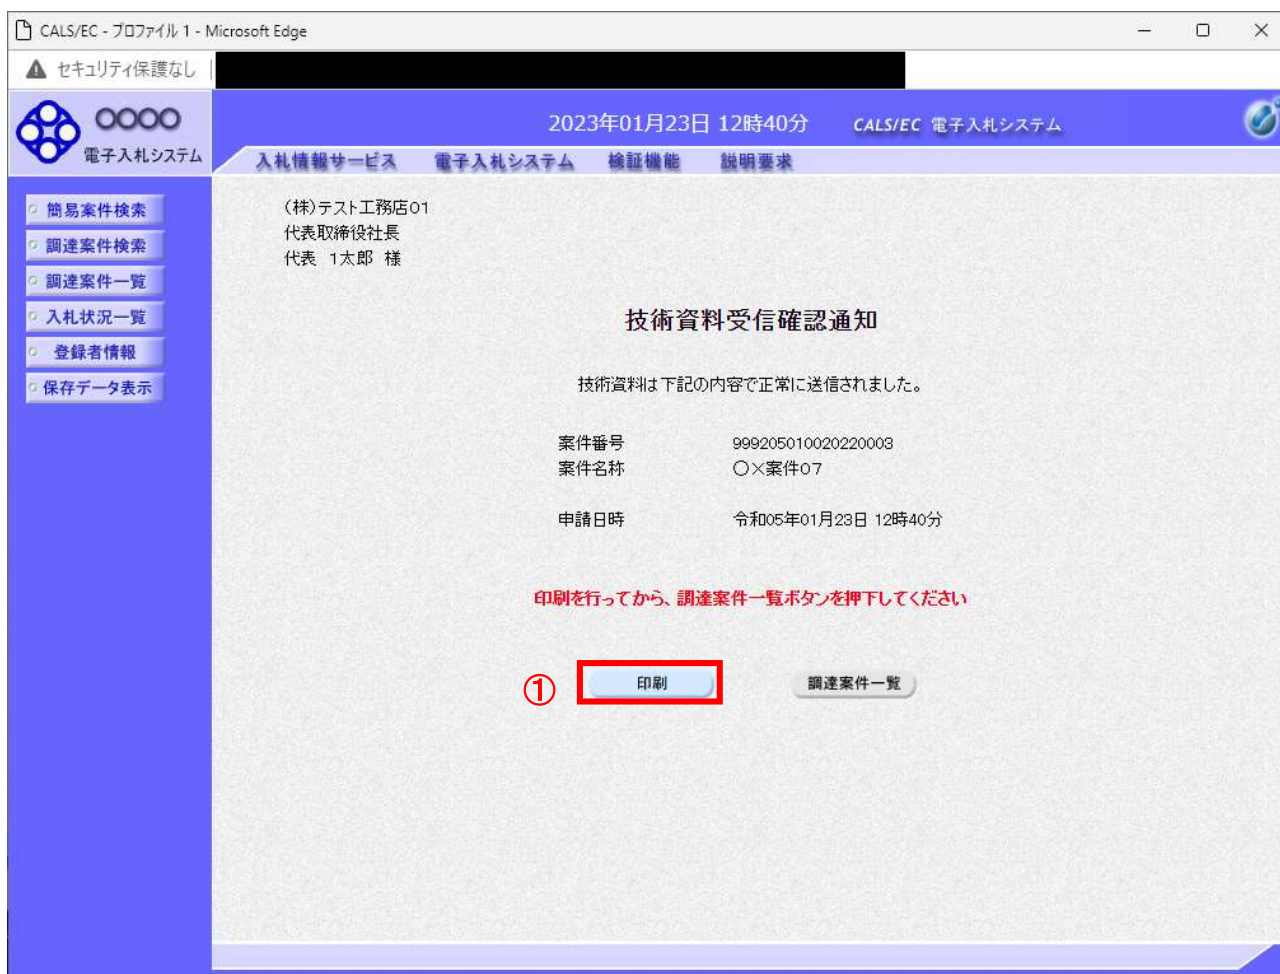 CALS/EC - プロファイル 1 - Microsoft Edge
セキュリティ保護なし
○○○○
電子入札システム
2023年01月23日 12時40分
CALS/EC 電子入札システム
入札情報サービス
電子入札システム
検証機能
説明要求
簡易案件検索
調達案件検索
調達案件一覧
入札状況一覧
登録者情報
保存データ表示
(株)テスト工務店01
代表取締役社長
代表 1太郎 様
技術資料受信確認通知
技術資料は下記の内容で正常に送信されました。
案件番号 999205010020220003
案件名称 ○×案件07
申請日時 令和05年01月23日 12時40分
印刷を行ってから、調達案件一覧ボタンを押下してください
① 印刷 調達案件一覧